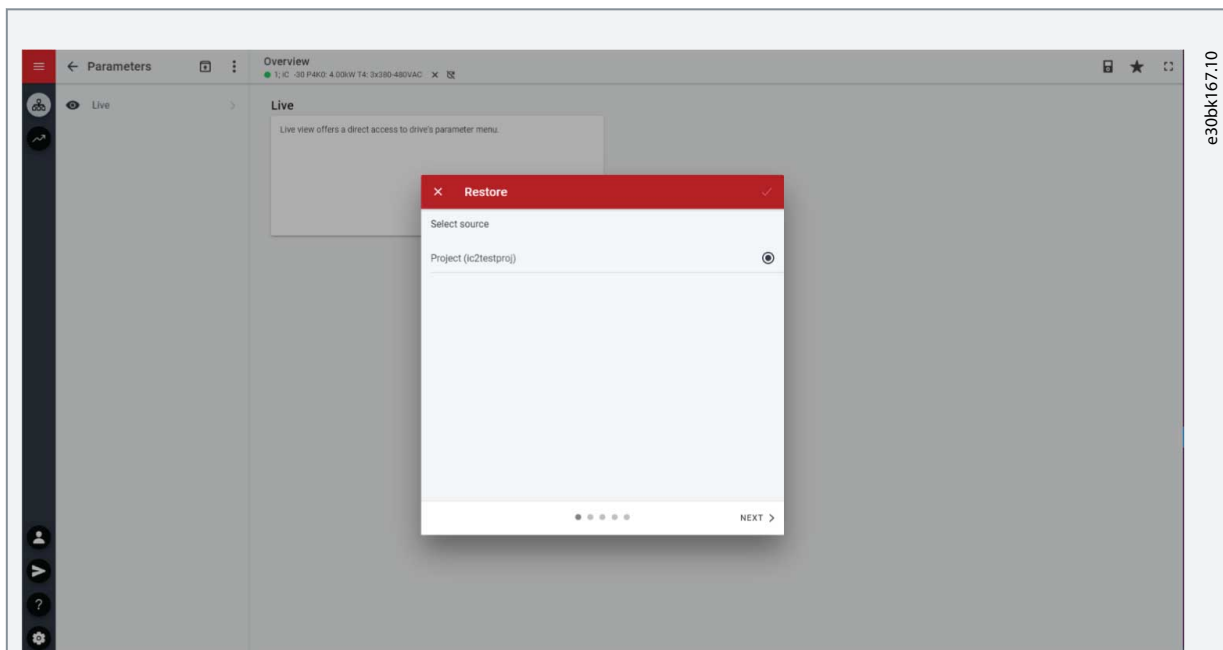 Parameters
Overview
1; iC -30 P4K0: 4.00kW T4: 3x380-480VAC
Live
Live
Live view offers a direct access to drive's parameter menu.
Restore
Select source
Project (ic2testproj)
NEXT
?
e30bk167.10